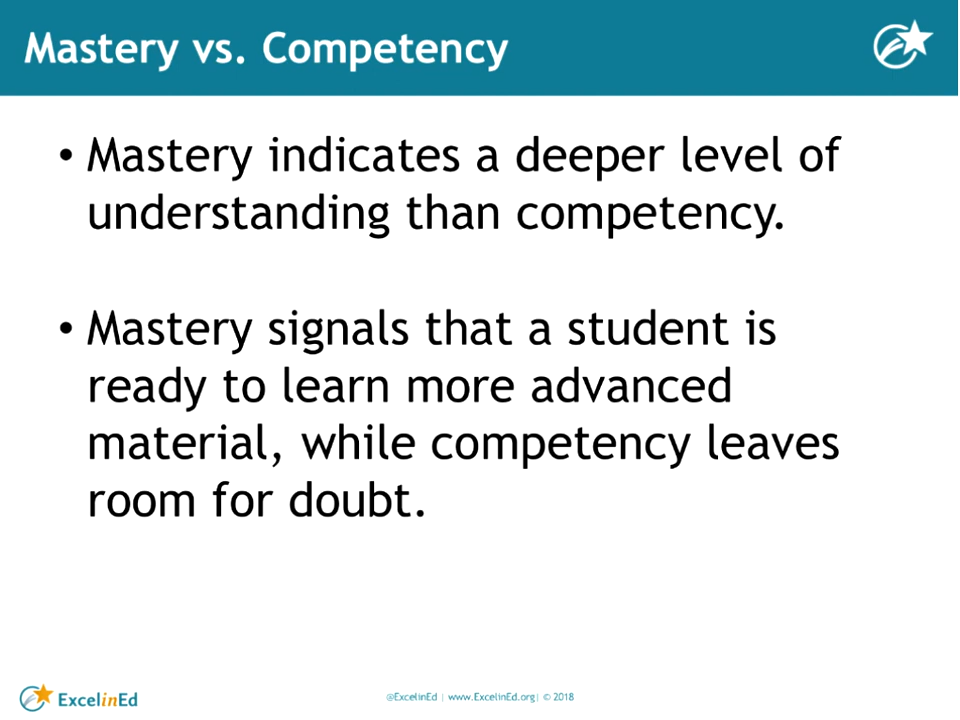 Mastery vs. Competency
• Mastery indicates a deeper level of
understanding than competency.
• Mastery signals that a student is
ready to learn more advanced
material, while competency leaves
room for doubt.
ExcelinEd
@ExcelinEd | www.ExcelinEd.org| © 2018